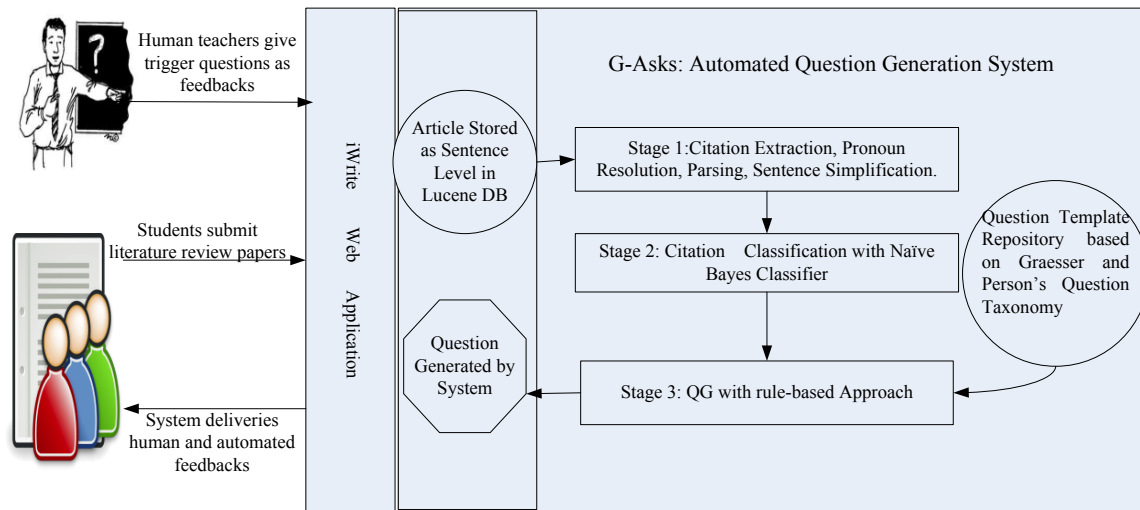 Human teachers give
trigger questions as
feedbacks
Students submit
literature review papers
System deliveries
human and automated
feedbacks
iWrite
Web
Application
Article Stored
as Sentence
Level in
Lucene DB
Question
Generated by
System
G-Asks: Automated Question Generation System
Stage 1:Citation Extraction, Pronoun
Resolution, Parsing, Sentence Simplification.
Stage 2: Citation Classification with Naïve
Bayes Classifier
Stage 3: QG with rule-based Approach
Question Template
Repository based
on Graesser and
Person's Question
Taxonomy
?